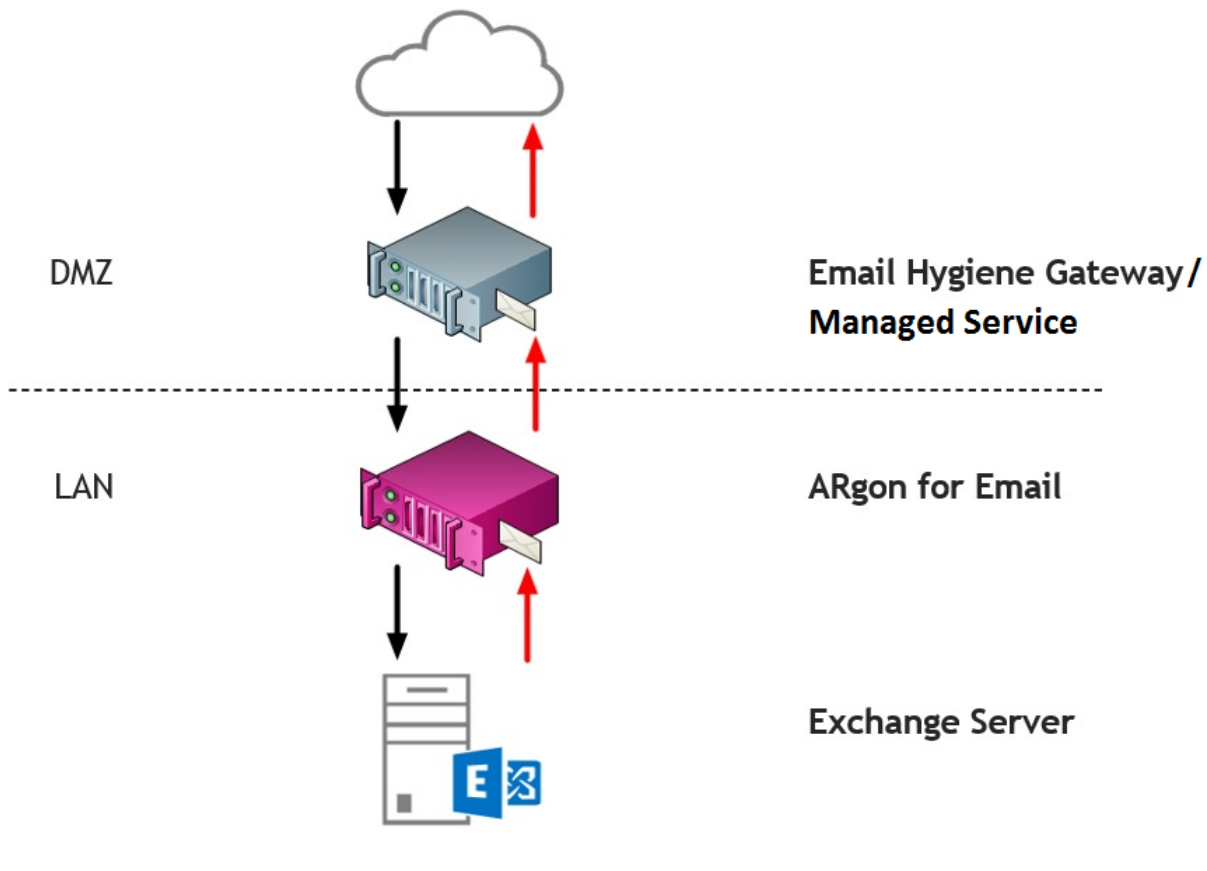 DMZ
Email Hygiene Gateway/
Managed Service
LAN
ARgon for Email
Exchange Server
E